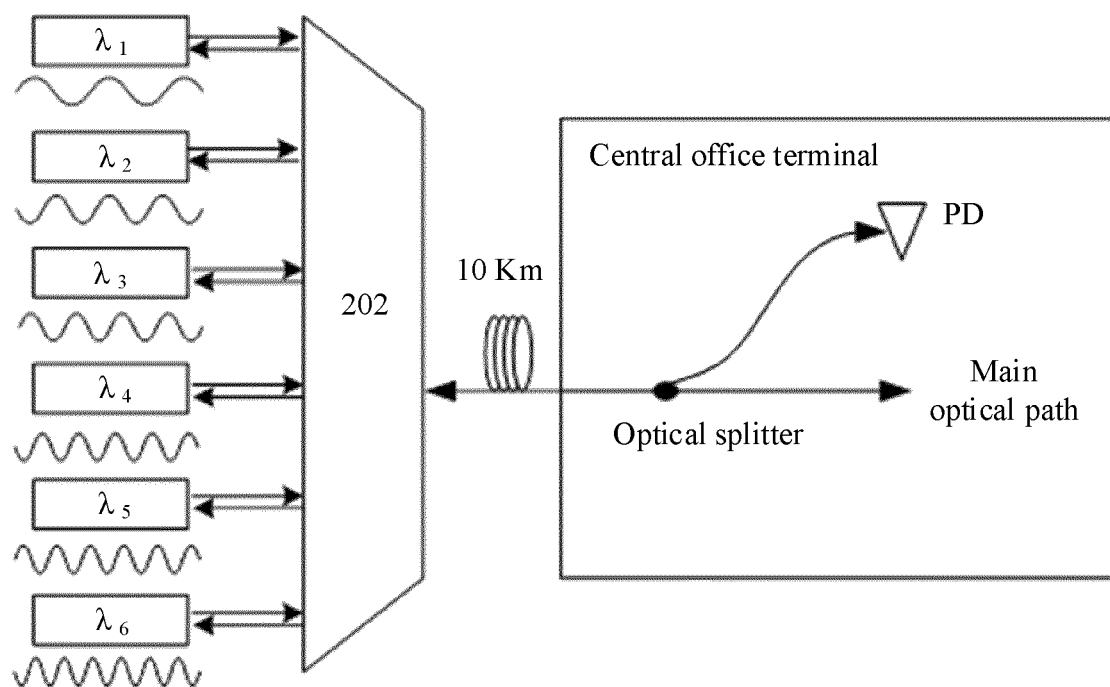 λ 1
λ 2
λ 3
λ 4
λ 5
λ 6
202
10 Km
Central office terminal
PD
Optical splitter
Main
optical path